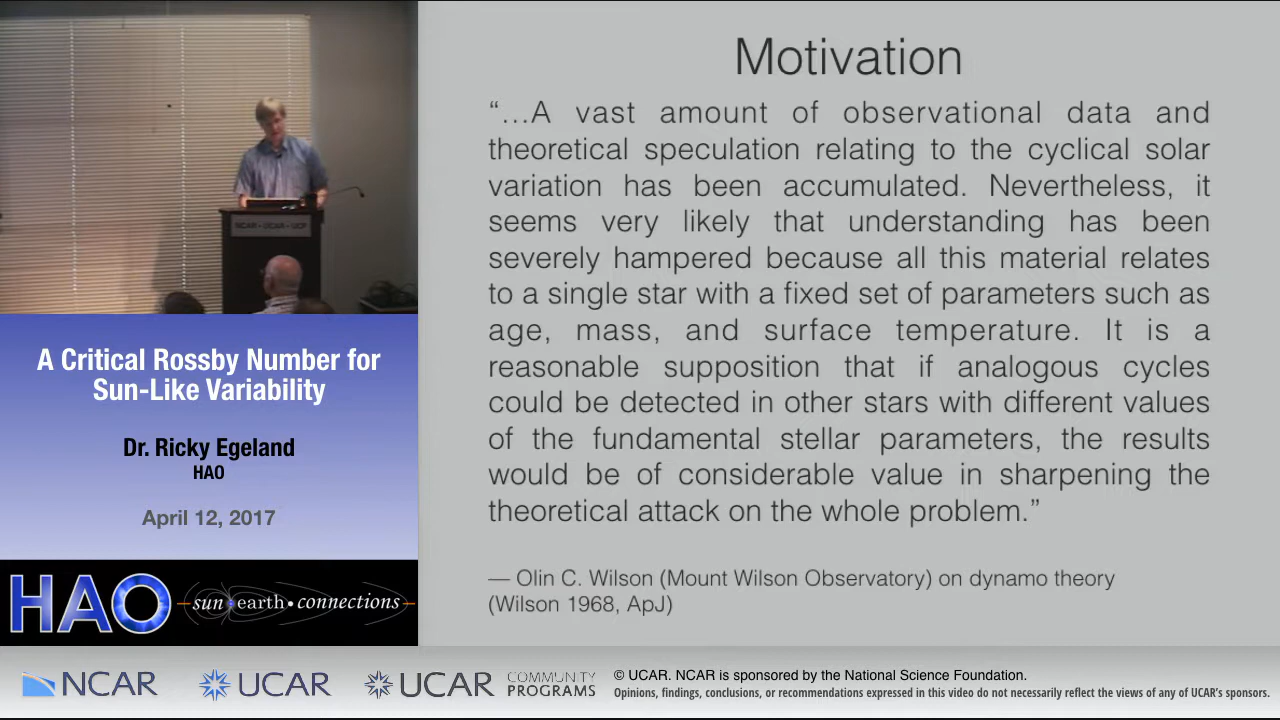 NCAR • UCAR • UCP
A Critical Rossby Number for
Sun-Like Variability
Dr. Ricky Egeland
HAO
April 12, 2017
HAO
sun • earth • connections
Motivation
“…A vast amount of observational data and
theoretical speculation relating to the cyclical solar
variation has been accumulated. Nevertheless, it
seems very likely that understanding has been
severely hampered because all this material relates
to a single star with a fixed set of parameters such as
age, mass, and surface temperature. It is a
reasonable supposition that if analogous cycles
could be detected in other stars with different values
of the fundamental stellar parameters, the results
would be of considerable value in sharpening the
theoretical attack on the whole problem.”
— Olin C. Wilson (Mount Wilson Observatory) on dynamo theory
(Wilson 1968, ApJ)
NCAR
UCAR
UCAR
COMMUNITY
PROGRAMS
© UCAR. NCAR is sponsored by the National Science Foundation.
Opinions, findings, conclusions, or recommendations expressed in this video do not necessarily reflect the views of any of UCAR's sponsors.